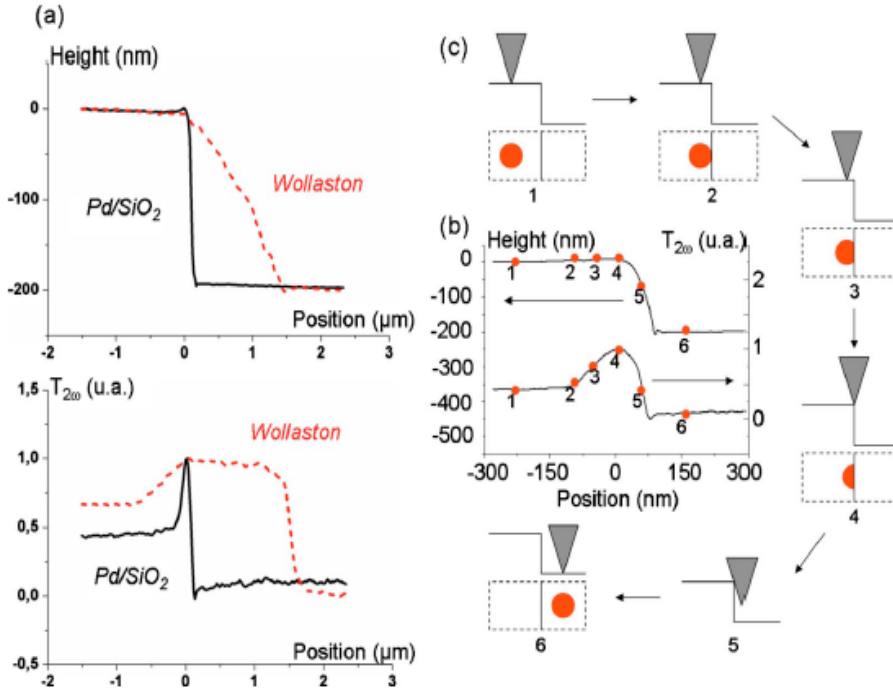 (a)
Height (nm)
0
-100
-200
Wollaston
Pd/SiO2
Position (µm)
-2 -1 0 1 2 3
T2ω (u.a.)
1,5
1,0
0,5
0,0
-0,5
Wollaston
Pd/SiO2
Position (µm)
-2 -1 0 1 2 3
(c)
1
2
3
4
5
6
(b)
Height (nm) T2ω (u.a.)
0
-100
-200
-300
-400
-500
2
1
0
1 2 3 4 5 6
1 2 3 4 5 6
-300 -150 0 150 300
Position (nm)